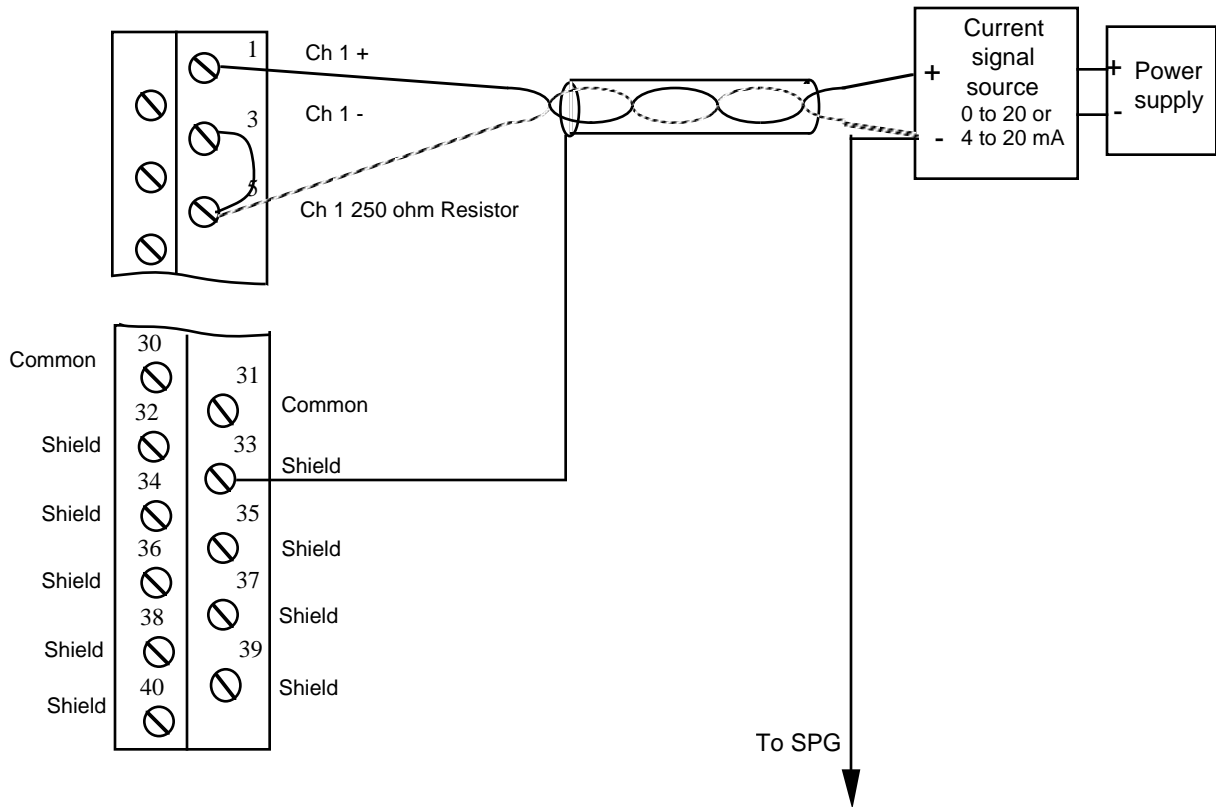 1
Ch 1 +
3
Ch 1 -
5
Ch 1 250 ohm Resistor
+
-
Current
signal
source
0 to 20 or
4 to 20 mA
+
-
Power
supply
30
Common
31
Common
32
Shield
33
Shield
34
Shield
35
Shield
36
Shield
37
Shield
38
Shield
39
Shield
40
Shield
To SPG